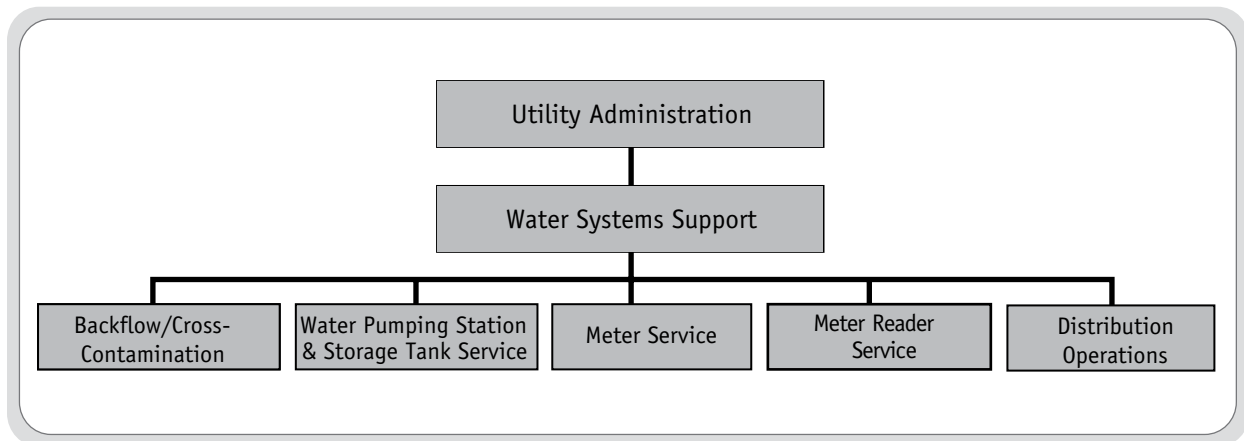 Utility Administration
Water Systems Support
Backflow/Cross-
Contamination
Water Pumping Station
& Storage Tank Service
Meter Service
Meter Reader
Service
Distribution
Operations